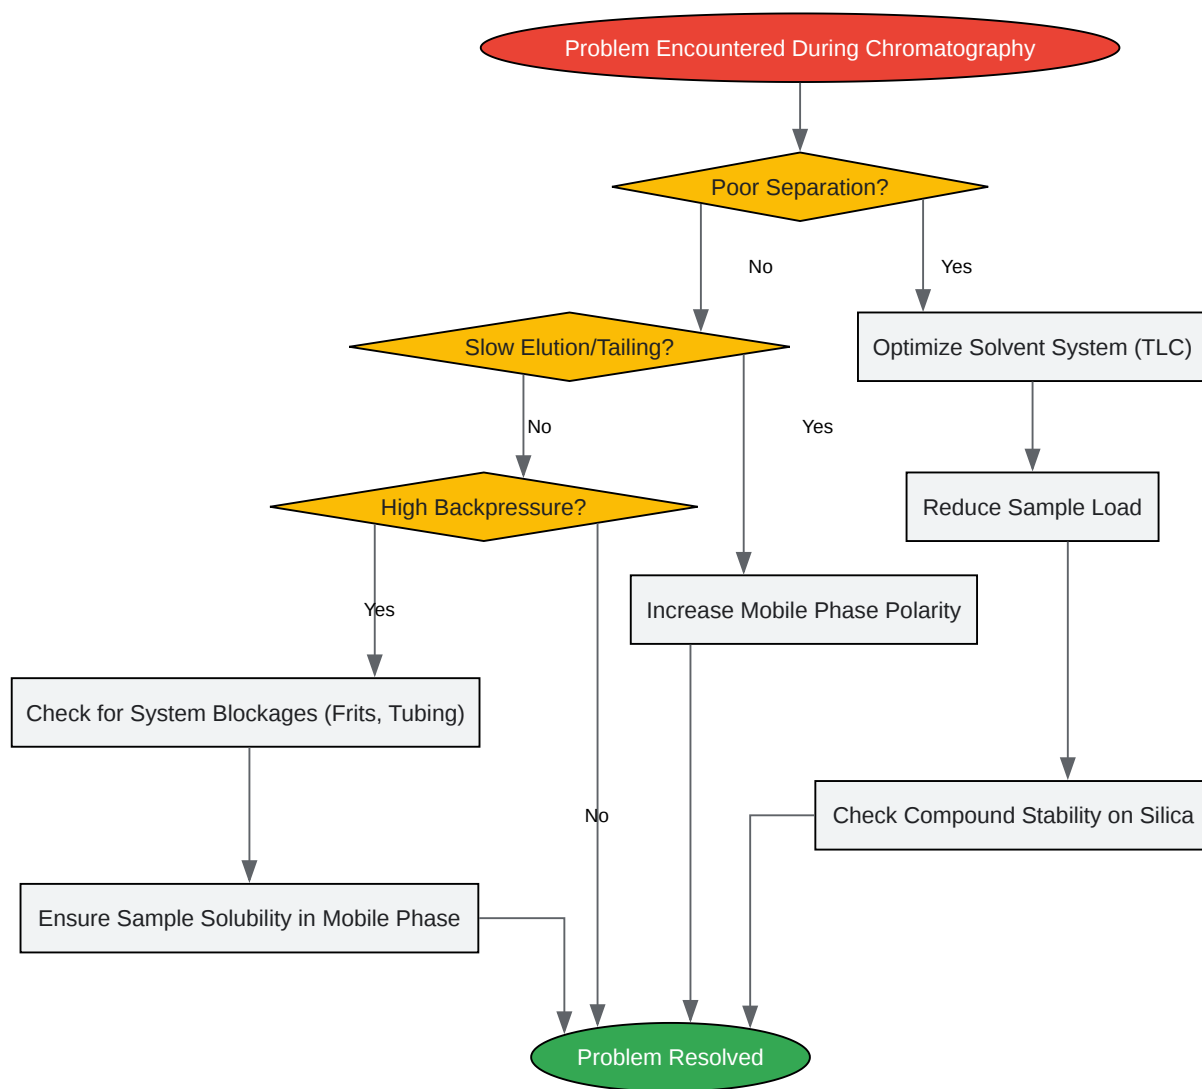 Problem Encountered During Chromatography
Poor Separation?
No
Yes
Slow Elution/Tailing?
Optimize Solvent System (TLC)
No
Yes
High Backpressure?
Reduce Sample Load
Yes
Increase Mobile Phase Polarity
Check for System Blockages (Frits, Tubing)
No
Check Compound Stability on Silica
Ensure Sample Solubility in Mobile Phase
Problem Resolved